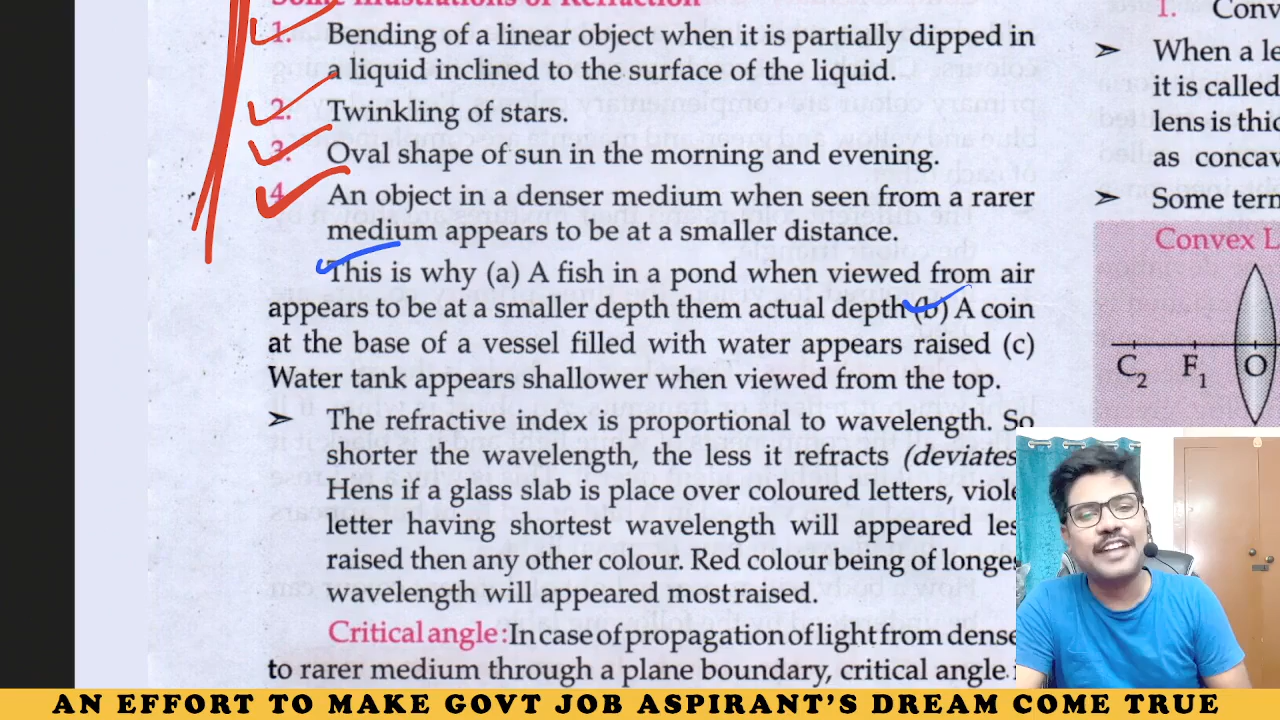 Some Illustrations of Refraction
1. Bending of a linear object when it is partially dipped in
a liquid inclined to the surface of the liquid.
2. Twinkling of stars.
3. Oval shape of sun in the morning and evening.
4. An object in a denser medium when seen from a rarer
medium appears to be at a smaller distance.
This is why (a) A fish in a pond when viewed from air
appears to be at a smaller depth them actual depth (b) A coin
at the base of a vessel filled with water appears raised (c)
Water tank appears shallower when viewed from the top.
➤ The refractive index is proportional to wavelength. So
shorter the wavelength, the less it refracts (deviates
Hens if a glass slab is place over coloured letters, viole
letter having shortest wavelength will appeared les
raised then any other colour. Red colour being of longe
wavelength will appeared most raised.
Critical angle : In case of propagation of light from dense
to rarer medium through a plane boundary, critical angle
1. Conv
➤ When a le
it is called
lens is thic
as concav
➤ Some term
Convex L
C2 F1 O
AN EFFORT TO MAKE GOVT JOB ASPIRANT'S DREAM COME TRUE